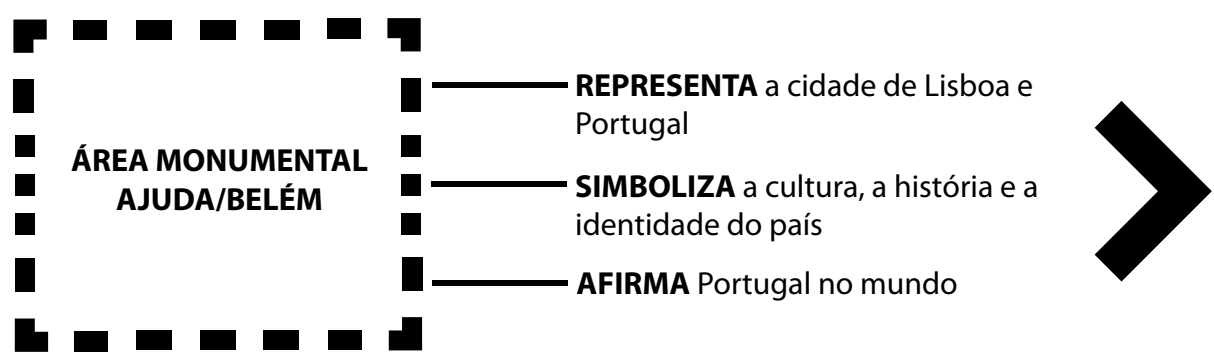 ÁREA MONUMENTAL
AJUDA/BELÉM
REPRESENTA a cidade de Lisboa e
Portugal
SIMBOLIZA a cultura, a história e a
identidade do país
AFIRMA Portugal no mundo